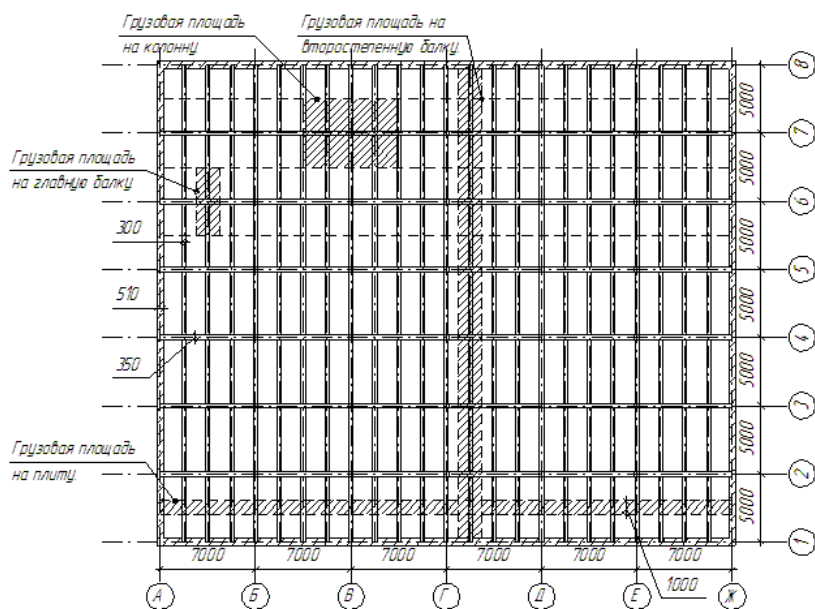 Грузовая площадь
на колонну.
Грузовая площадь на
второстепенную балку.
8
5000
7
Грузовая площадь
на главную балку
5000
6
300
5000
5
510
5000
4
350
5000
3
Грузовая площадь
на плиту.
5000
2
5000
1
7000
7000
7000
7000
7000
7000
1000
А
Б
В
Г
Д
Е
Ж